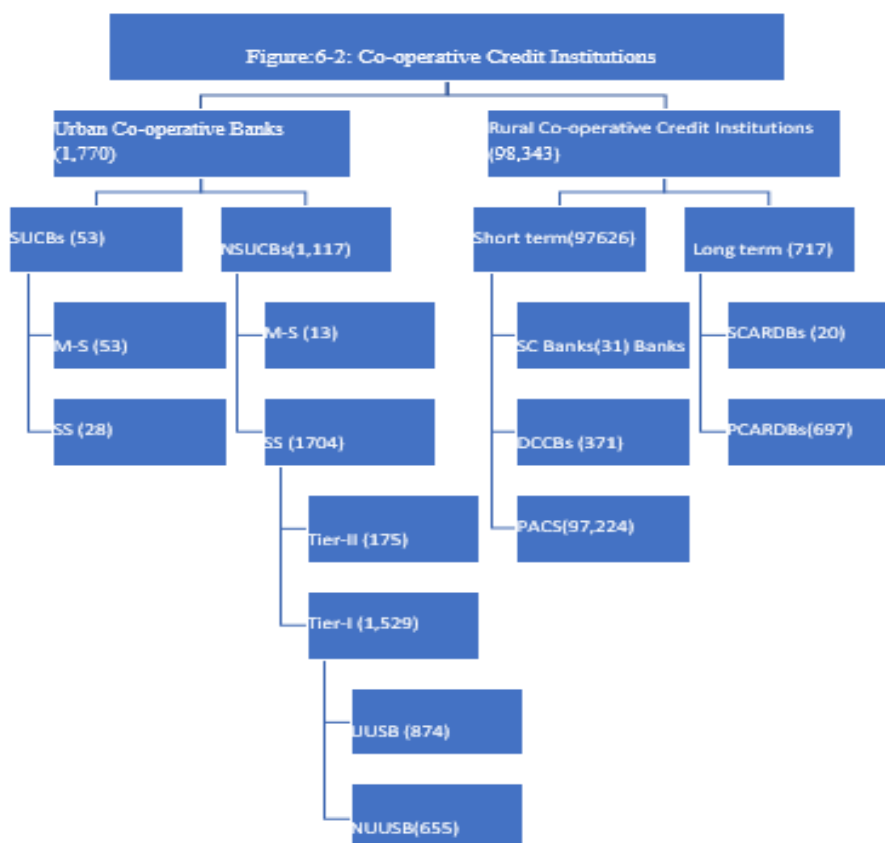 Figure:6-2: Co-operative Credit Institutions
Urban Co-operative Banks
(1,770)
Rural Co-operative Credit Institutions
(98,343}
SUCBs (53)
NSUCBs(1,117)
Short term(97626}
Long term (717)
M-S (53)
SS (28)
M-S (13)
SS (1704}
Tier-II (175)
Tier-I (1,529)
UUSB (874)
NUUSB(655)
SC Banks(31) Banks
DCCBs (371}
PACS(97,224)
SCARDBs (20)
PCARDBs(697)